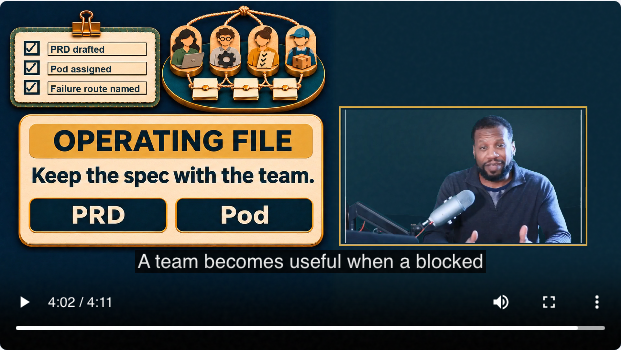 PRD drafted
Pod assigned
Failure route named
OPERATING FILE
Keep the spec with the team.
PRD
Pod
A team becomes useful when a blocked
4:02 / 4:11